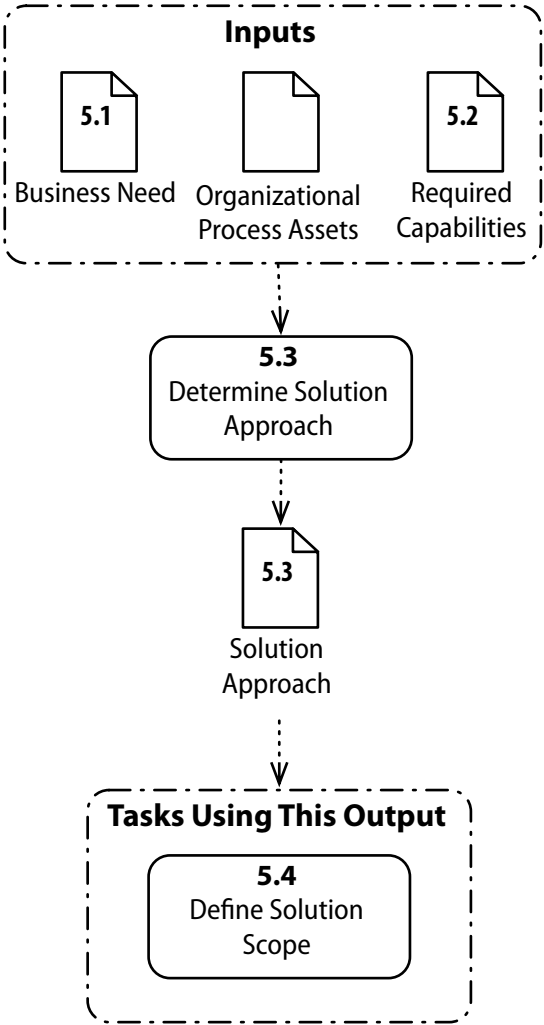 Inputs
5.1
Business Need
Organizational
Process Assets
5.2
Required
Capabilities
5.3
Determine Solution
Approach
5.3
Solution
Approach
Tasks Using This Output
5.4
Define Solution
Scope